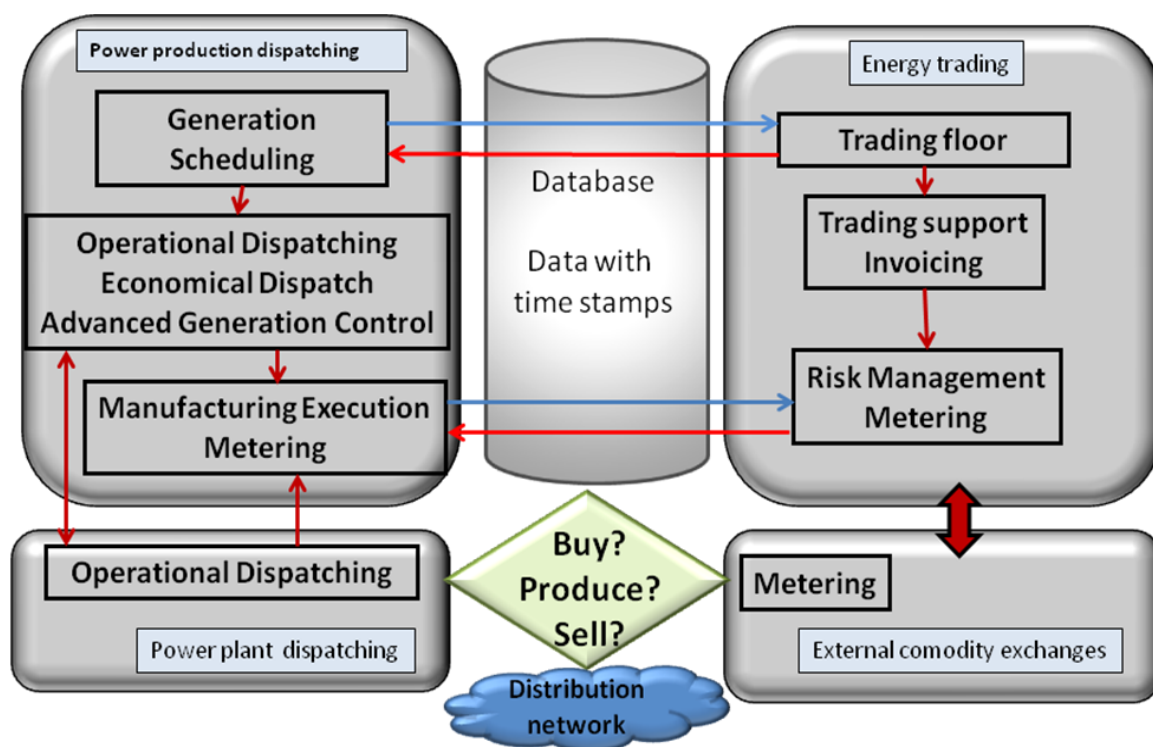 Power production dispatching
Generation
Scheduling
Operational Dispatching
Economical Dispatch
Advanced Generation Control
Manufacturing Execution
Metering
Operational Dispatching
Power plant dispatching
Database
Data with
time stamps
Buy?
Produce?
Sell?
Distribution
network
Energy trading
Trading floor
Trading support
Invoicing
Risk Management
Metering
Metering
External comodity exchanges